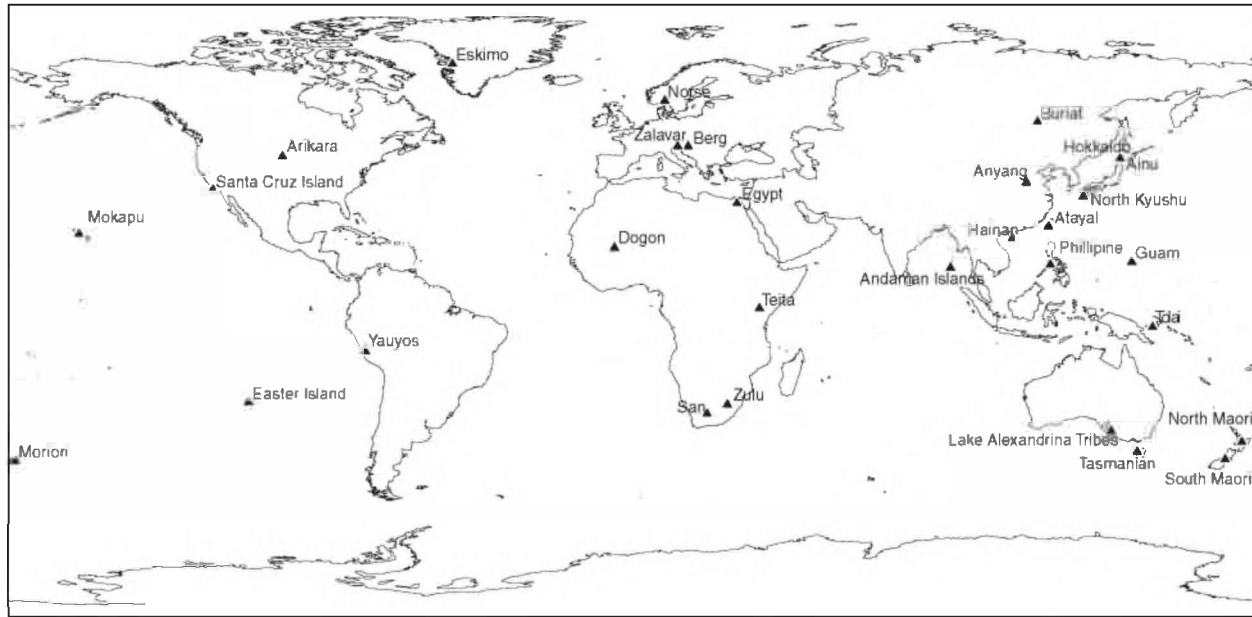 Eskimo
Norse
Buriat
Zalavar
Berg
Hokkaido
Arikara
Ainu
Anyang
Santa Cruz Island
Egypt
North Kyushu
Mokapu
Atayal
Hainan
Dogon
Phillipine
Guam
Andaman Islands
Teita
Tolai
Yauyos
Easter Island
San
Zulu
North Maori
Lake Alexandrina Tribes
Moriori
Tasmanian
South Maori